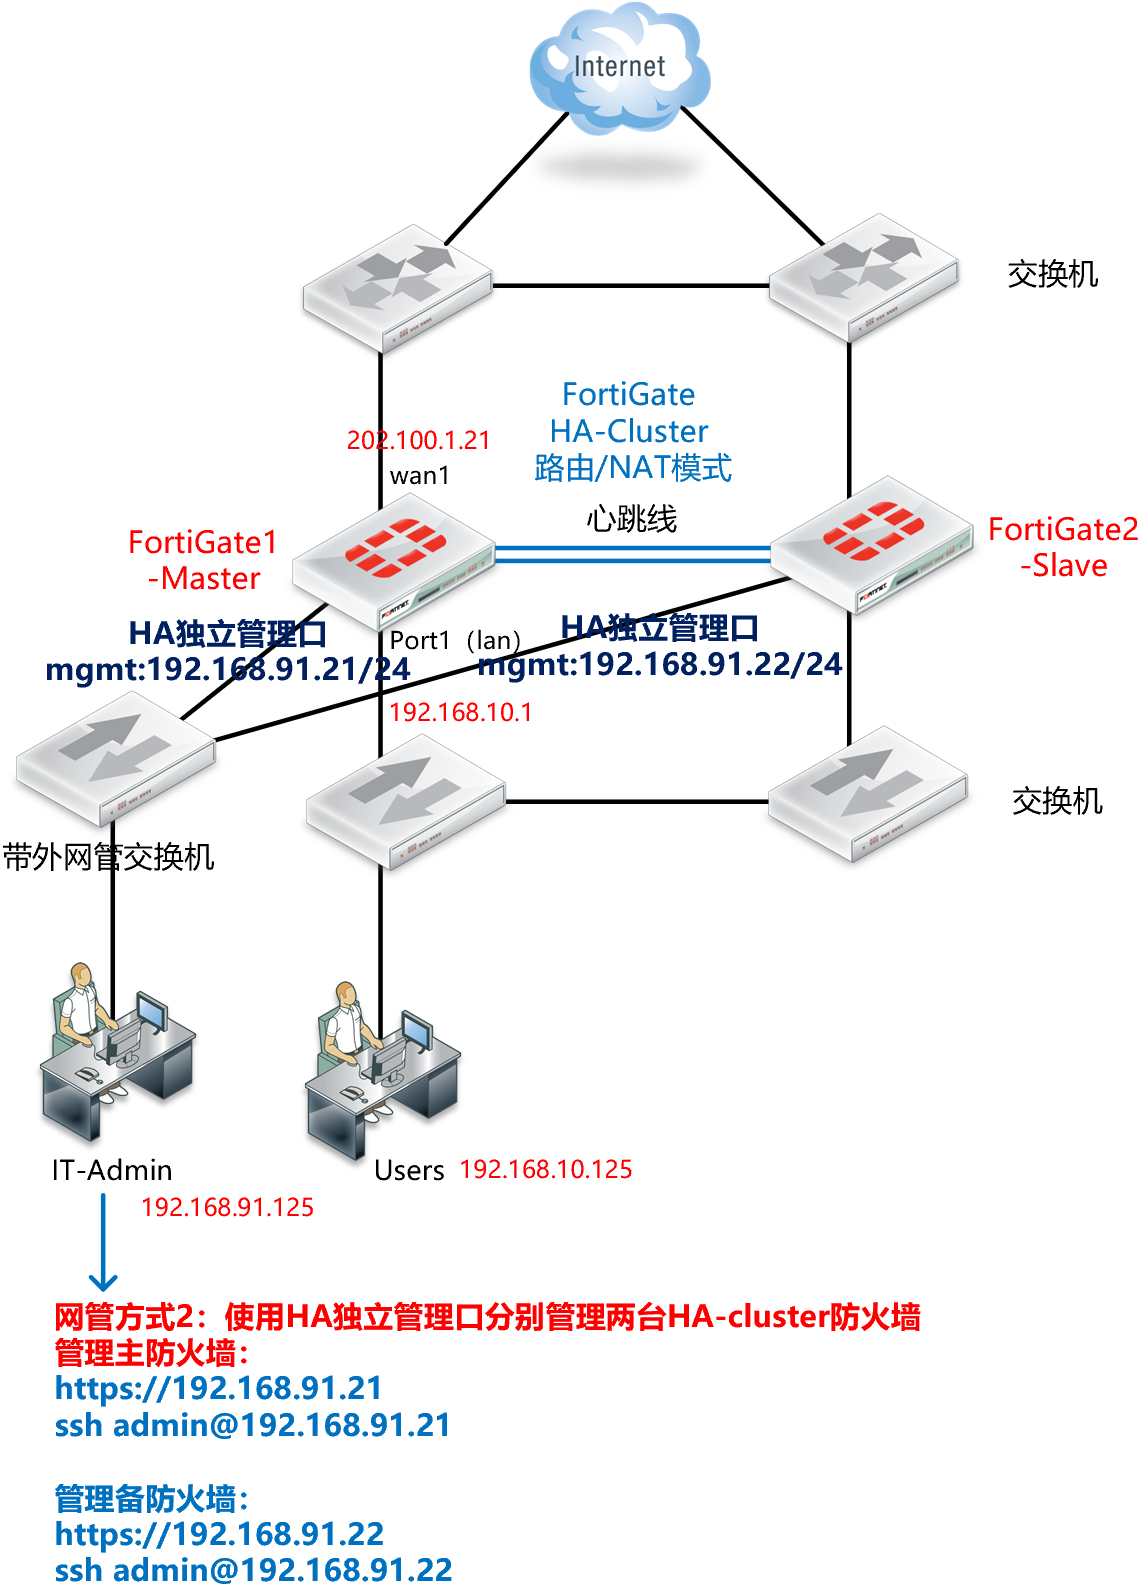 Internet
交换机
FortiGate
HA-Cluster
路由/NAT模式
202.100.1.21
wan1
心跳线
FortiGate1
-Master
FortiGate2
-Slave
FORTINET
FORTINET
HA独立管理口
mgmt:192.168.91.21/24
Port1（lan）
HA独立管理口
mgmt:192.168.91.22/24
192.168.10.1
交换机
带外网管交换机
IT-Admin
192.168.91.125
Users
192.168.10.125
网管方式2：使用HA独立管理口分别管理两台HA-cluster防火墙
管理主防火墙：
https://192.168.91.21
ssh admin@192.168.91.21
管理备防火墙：
https://192.168.91.22
ssh admin@192.168.91.22